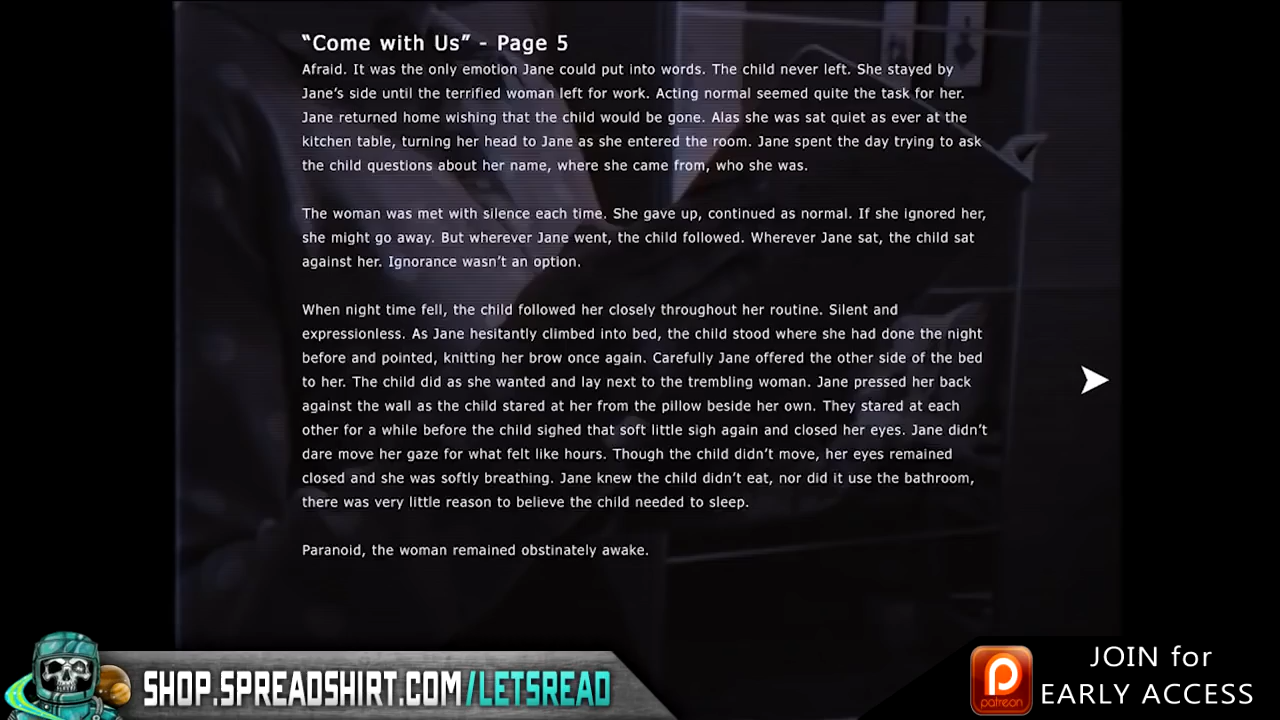 “Come with Us” - Page 5
Afraid. It was the only emotion Jane could put into words. The child never left. She stayed by
Jane’s side until the terrified woman left for work. Acting normal seemed quite the task for her.
Jane returned home wishing that the child would be gone. Alas she was sat quiet as ever at the
kitchen table, turning her head to Jane as she entered the room. Jane spent the day trying to ask
the child questions about her name, where she came from, who she was.
The woman was met with silence each time. She gave up, continued as normal. If she ignored her,
she might go away. But wherever Jane went, the child followed. Wherever Jane sat, the child sat
against her. Ignorance wasn’t an option.
When night time fell, the child followed her closely throughout her routine. Silent and
expressionless. As Jane hesitantly climbed into bed, the child stood where she had done the night
before and pointed, knitting her brow once again. Carefully Jane offered the other side of the bed
to her. The child did as she wanted and lay next to the trembling woman. Jane pressed her back
against the wall as the child stared at her from the pillow beside her own. They stared at each
other for a while before the child sighed that soft little sigh again and closed her eyes. Jane didn’t
dare move her gaze for what felt like hours. Though the child didn’t move, her eyes remained
closed and she was softly breathing. Jane knew the child didn’t eat, nor did it use the bathroom,
there was very little reason to believe the child needed to sleep.
Paranoid, the woman remained obstinately awake.
SHOP.SPREADSHIRT.COM/LETSREAD
patreon
JOIN for
EARLY ACCESS